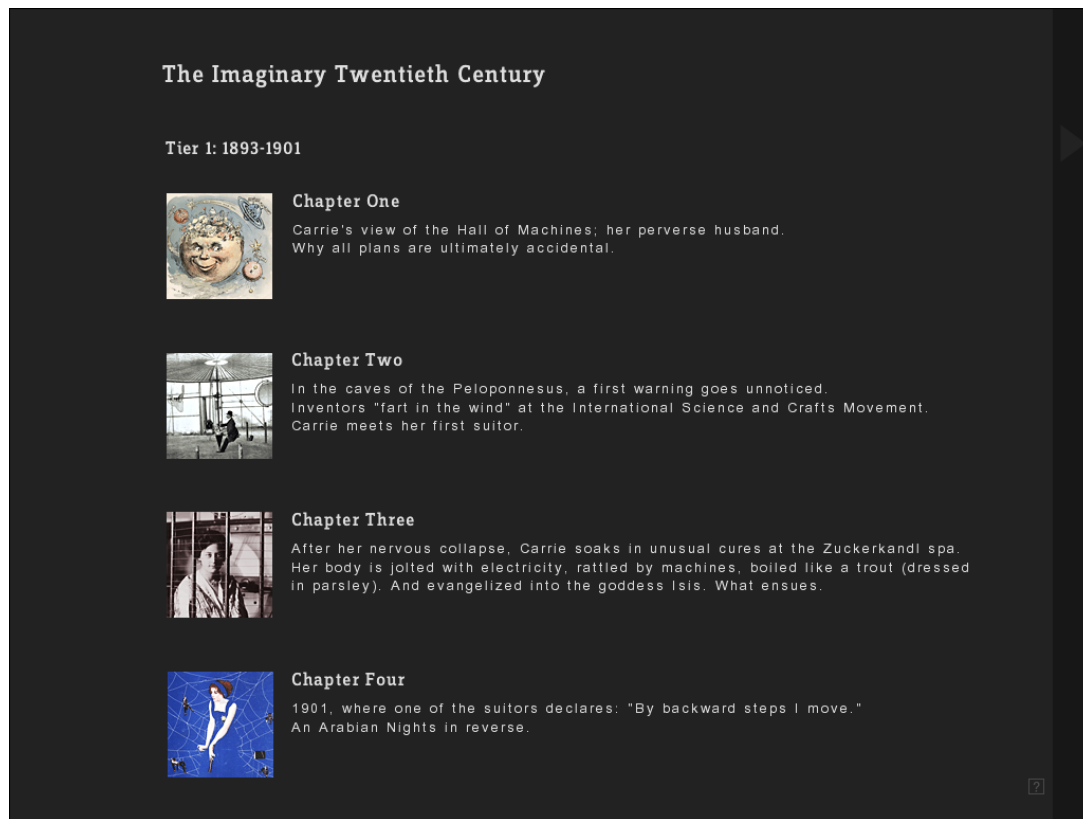 The Imaginary Twentieth Century
Tier 1: 1893-1901
Chapter One
Carrie's view of the Hall of Machines; her perverse husband.
Why all plans are ultimately accidental.
Chapter Two
In the caves of the Peloponnesus, a first warning goes unnoticed.
Inventors "fart in the wind" at the International Science and Crafts Movement.
Carrie meets her first suitor.
Chapter Three
After her nervous collapse, Carrie soaks in unusual cures at the Zuckerkandl spa.
Her body is jolted with electricity, rattled by machines, boiled like a trout (dressed
in parsley). And evangelized into the goddess Isis. What ensues.
Chapter Four
1901, where one of the suitors declares: "By backward steps I move."
An Arabian Nights in reverse.
?